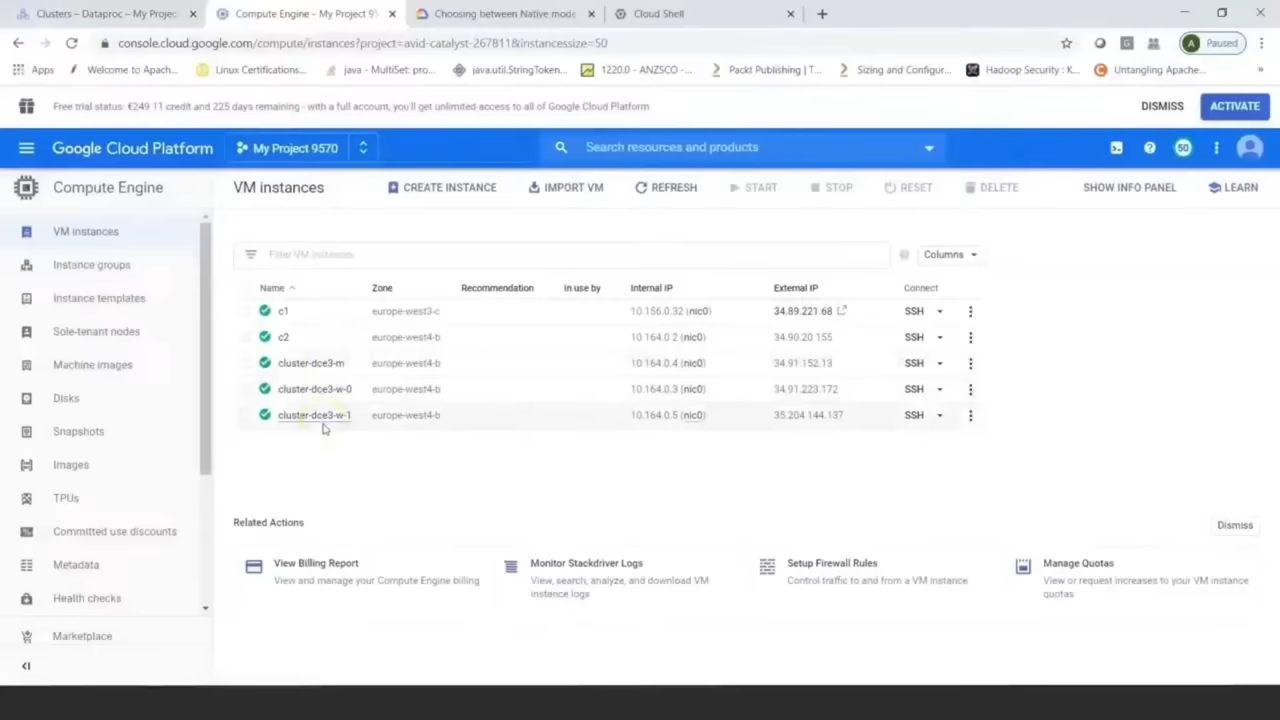 Clusters – Dataproc – My Projec
Compute Engine - My Project 95
Choosing between Native mode
Cloud Shell
console.cloud.google.com/compute/instances?project=avid-catalyst-267811&instancessize=50
A Paused
Apps
Welcome to Apach...
Linux Certifications...
java - MultiSet: pro...
java.util.StringToken...
1220.0 - ANZSCO -...
Packt Publishing | T...
Sizing and Configur...
Hadoop Security : K...
Untangling Apache...
»
Free trial status: €249.11 credit and 225 days remaining - with a full account, you'll get unlimited access to all of Google Cloud Platform
DISMISS
ACTIVATE
Google Cloud Platform
My Project 9570
Search resources and products
50
Compute Engine
VM instances
CREATE INSTANCE
IMPORT VM
REFRESH
START
STOP
RESET
DELETE
SHOW INFO PANEL
LEARN
VM instances
Instance groups
Instance templates
Sole-tenant nodes
Machine images
Disks
Snapshots
Images
TPUs
Committed use discounts
Metadata
Health checks
Marketplace
Filter VM instances
Columns
Name Zone Recommendation In use by Internal IP External IP Connect
c1 europe-west3-c 10.156.0.32 (nic0) 34.89.221.68 SSH
c2 europe-west4-b 10.164.0.2 (nic0) 34.90.20.155 SSH
cluster-dce3-m europe-west4-b 10.164.0.4 (nic0) 34.91.152.13 SSH
cluster-dce3-w-0 europe-west4-b 10.164.0.3 (nic0) 34.91.223.172 SSH
cluster-dce3-w-1 europe-west4-b 10.164.0.5 (nic0) 35.204.144.137 SSH
Related Actions
Dismiss
View Billing Report
View and manage your Compute Engine billing
Monitor Stackdriver Logs
View, search, analyze, and download VM
instance logs
Setup Firewall Rules
Control traffic to and from a VM instance
Manage Quotas
View or request increases to your VM instance
quotas